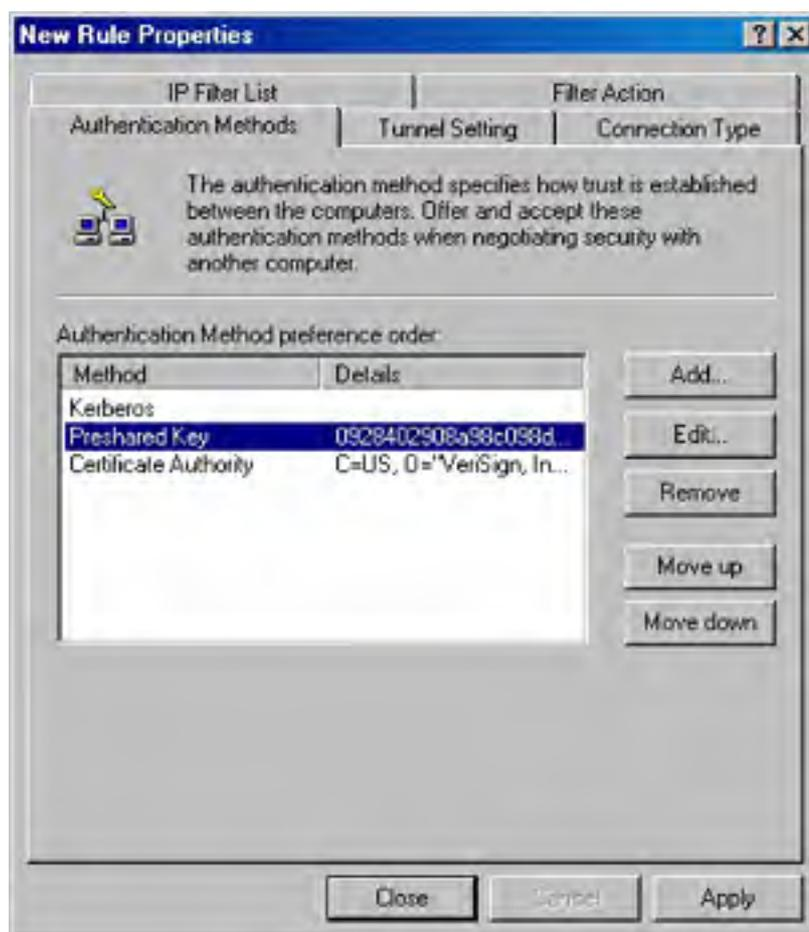 New Rule Properties
IP Filter List
Filter Action
Authentication Methods
Tunnel Setting
Connection Type
The authentication method specifies how trust is established
between the computers. Offer and accept these
authentication methods when negotiating security with
another computer.
Authentication Method preference order:
Method Details
Kerberos
Preshared Key 0928402908a98c098d...
Certificate Authority C=US, O="VeriSign, In...
Add...
Edit...
Remove
Move up
Move down
Close
Cancel
Apply